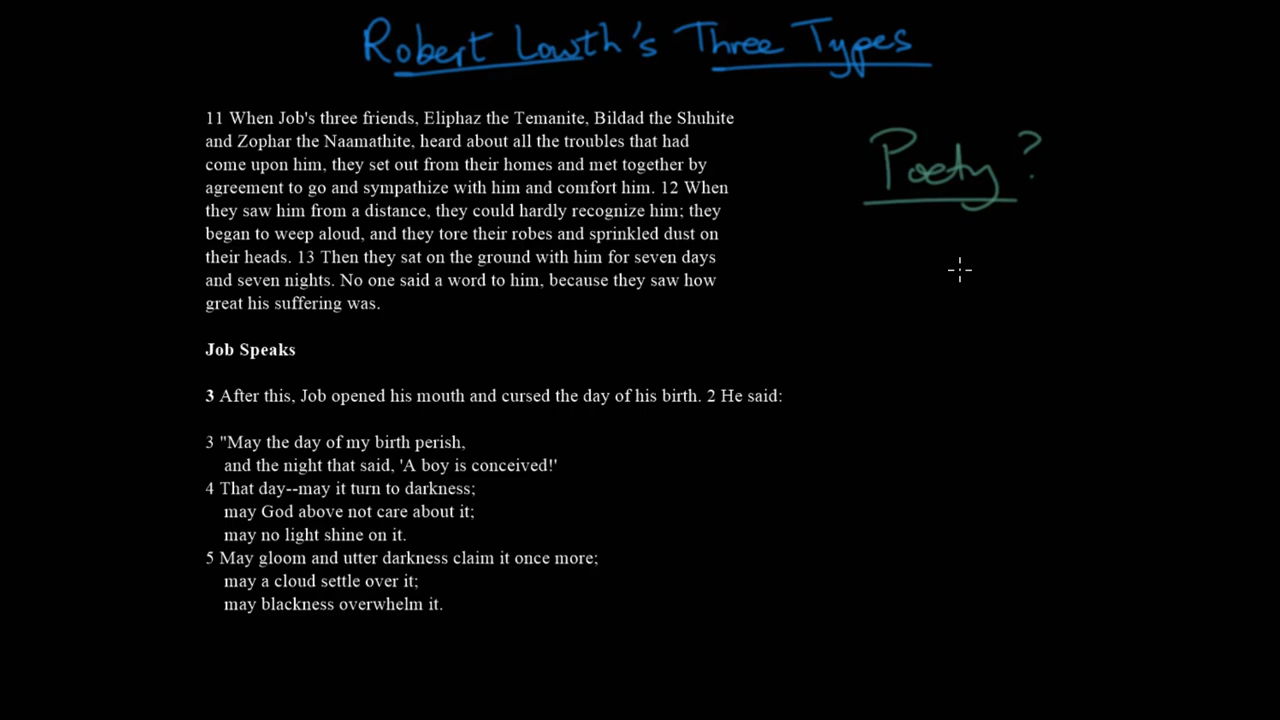 Robert Lowth's Three Types
11 When Job's three friends, Eliphaz the Temanite, Bildad the Shuhite
and Zophar the Naamathite, heard about all the troubles that had
come upon him, they set out from their homes and met together by
agreement to go and sympathize with him and comfort him. 12 When
they saw him from a distance, they could hardly recognize him; they
began to weep aloud, and they tore their robes and sprinkled dust on
their heads. 13 Then they sat on the ground with him for seven days
and seven nights. No one said a word to him, because they saw how
great his suffering was.
Poety?
Job Speaks
3 After this, Job opened his mouth and cursed the day of his birth. 2 He said:
3 "May the day of my birth perish,
and the night that said, 'A boy is conceived!'
4 That day--may it turn to darkness;
may God above not care about it;
may no light shine on it.
5 May gloom and utter darkness claim it once more;
may a cloud settle over it;
may blackness overwhelm it.